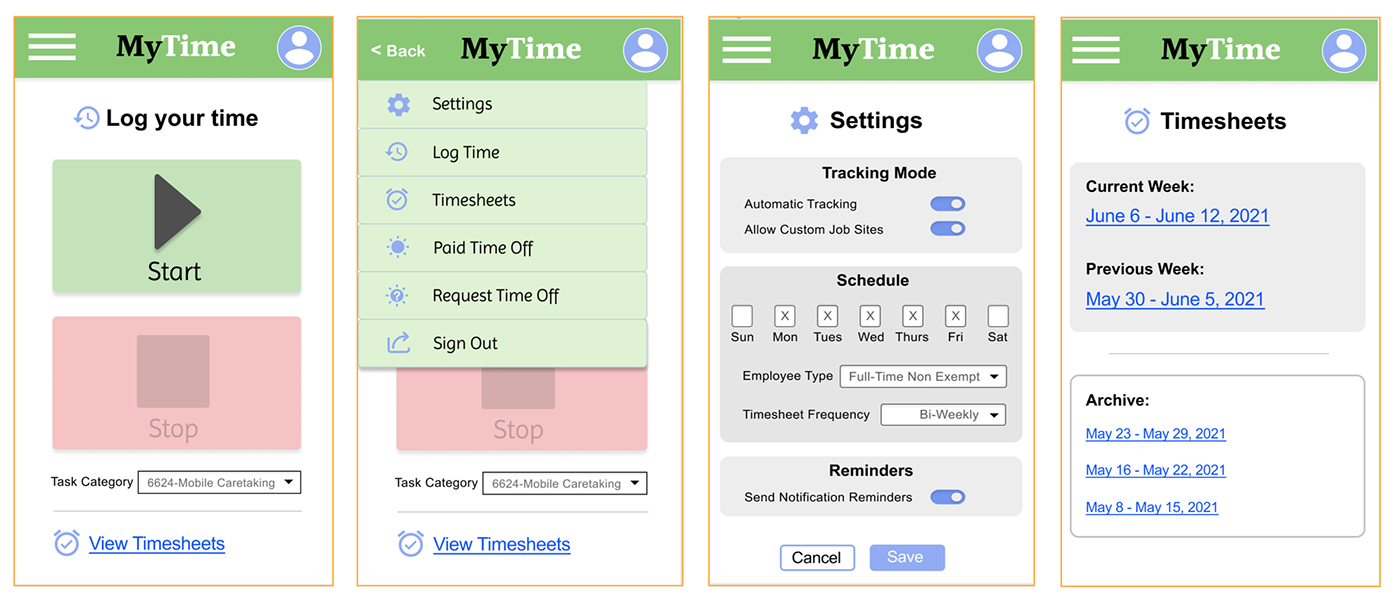 MyTime
Log your time
Start
Stop
Task Category 6624-Mobile Caretaking
View Timesheets
< Back MyTime
Settings
Log Time
Timesheets
Paid Time Off
Request Time Off
Sign Out
Stop
Task Category 6624-Mobile Caretaking
View Timesheets
MyTime
Settings
Tracking Mode
Automatic Tracking
Allow Custom Job Sites
Schedule
X X X X X
Sun Mon Tues Wed Thurs Fri Sat
Employee Type Full-Time Non Exempt
Timesheet Frequency Bi-Weekly
Reminders
Send Notification Reminders
Cancel Save
MyTime
Timesheets
Current Week:
June 6 - June 12, 2021
Previous Week:
May 30 - June 5, 2021
Archive:
May 23 - May 29, 2021
May 16 - May 22, 2021
May 8 - May 15, 2021